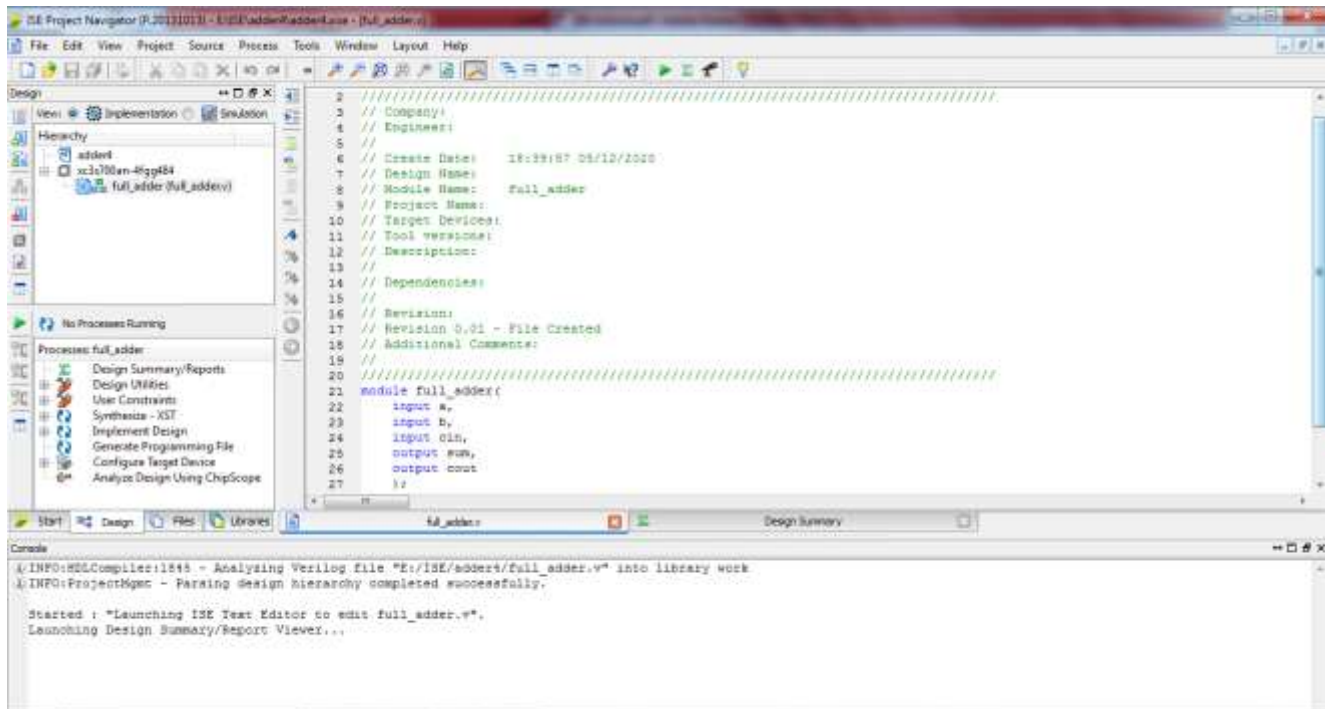 ISE Project Navigator (P.20131013) - E:\ISE\adder4\adder4.xise - [full_adder.v]
File Edit View Project Source Process Tools Window Layout Help
Design
View: Implementation Simulation
Hierarchy
adder4
xc3s700an-4fgg484
full_adder (full_adder.v)
No Processes Running
Processes: full_adder
Design Summary/Reports
Design Utilities
User Constraints
Synthesize - XST
Implement Design
Generate Programming File
Configure Target Device
Analyze Design Using ChipScope
Start Design Files Libraries
2 //////////////////////////////////////////////////////////////////////////////////
3 // Company:
4 // Engineer:
5 //
6 // Create Date: 18:39:57 05/12/2020
7 // Design Name:
8 // Module Name: full_adder
9 // Project Name:
10 // Target Devices:
11 // Tool versions:
12 // Description:
13 //
14 // Dependencies:
15 //
16 // Revision:
17 // Revision 0.01 - File Created
18 // Additional Comments:
19 //
20 //////////////////////////////////////////////////////////////////////////////////
21 module full_adder(
22 input a,
23 input b,
24 input cin,
25 output sum,
26 output cout
27 );
full_adder.v Design Summary
Console
INFO:HDLCompiler:1845 - Analyzing Verilog file "E:/ISE/adder4/full_adder.v" into library work
INFO:ProjectMgmt - Parsing design hierarchy completed successfully.
Started : "Launching ISE Text Editor to edit full_adder.v".
Launching Design Summary/Report Viewer...